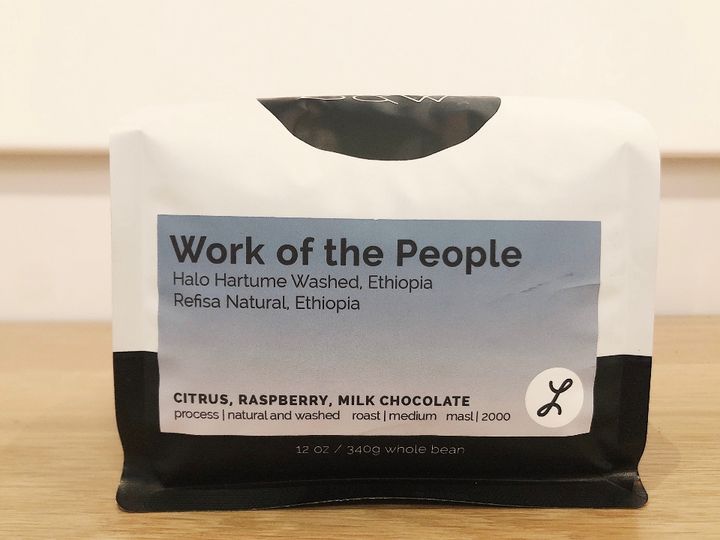 Work of the People
Halo Hartume Washed, Ethiopia
Refisa Natural, Ethiopia
CITRUS, RASPBERRY, MILK CHOCOLATE
process | natural and washed roast | medium masl | 2000
L
12 oz / 340g whole bean